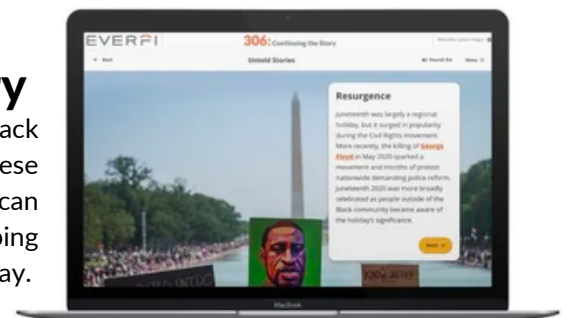 y
ack
ese
can
ping
ay.
EVERFI
306: Continuing the Story
Back
Untold Stories
Sound On
Menu
Resurgence
Juneteenth was largely a regional
holiday, but it surged in popularity
during the Civil Rights movement.
More recently, the killing of George
Floyd in May 2020 sparked a
movement and months of protest
nationwide demanding police reform.
Juneteenth 2020 was more broadly
celebrated as people outside of the
Black community became aware of
the holiday's significance.
Next
MacBook